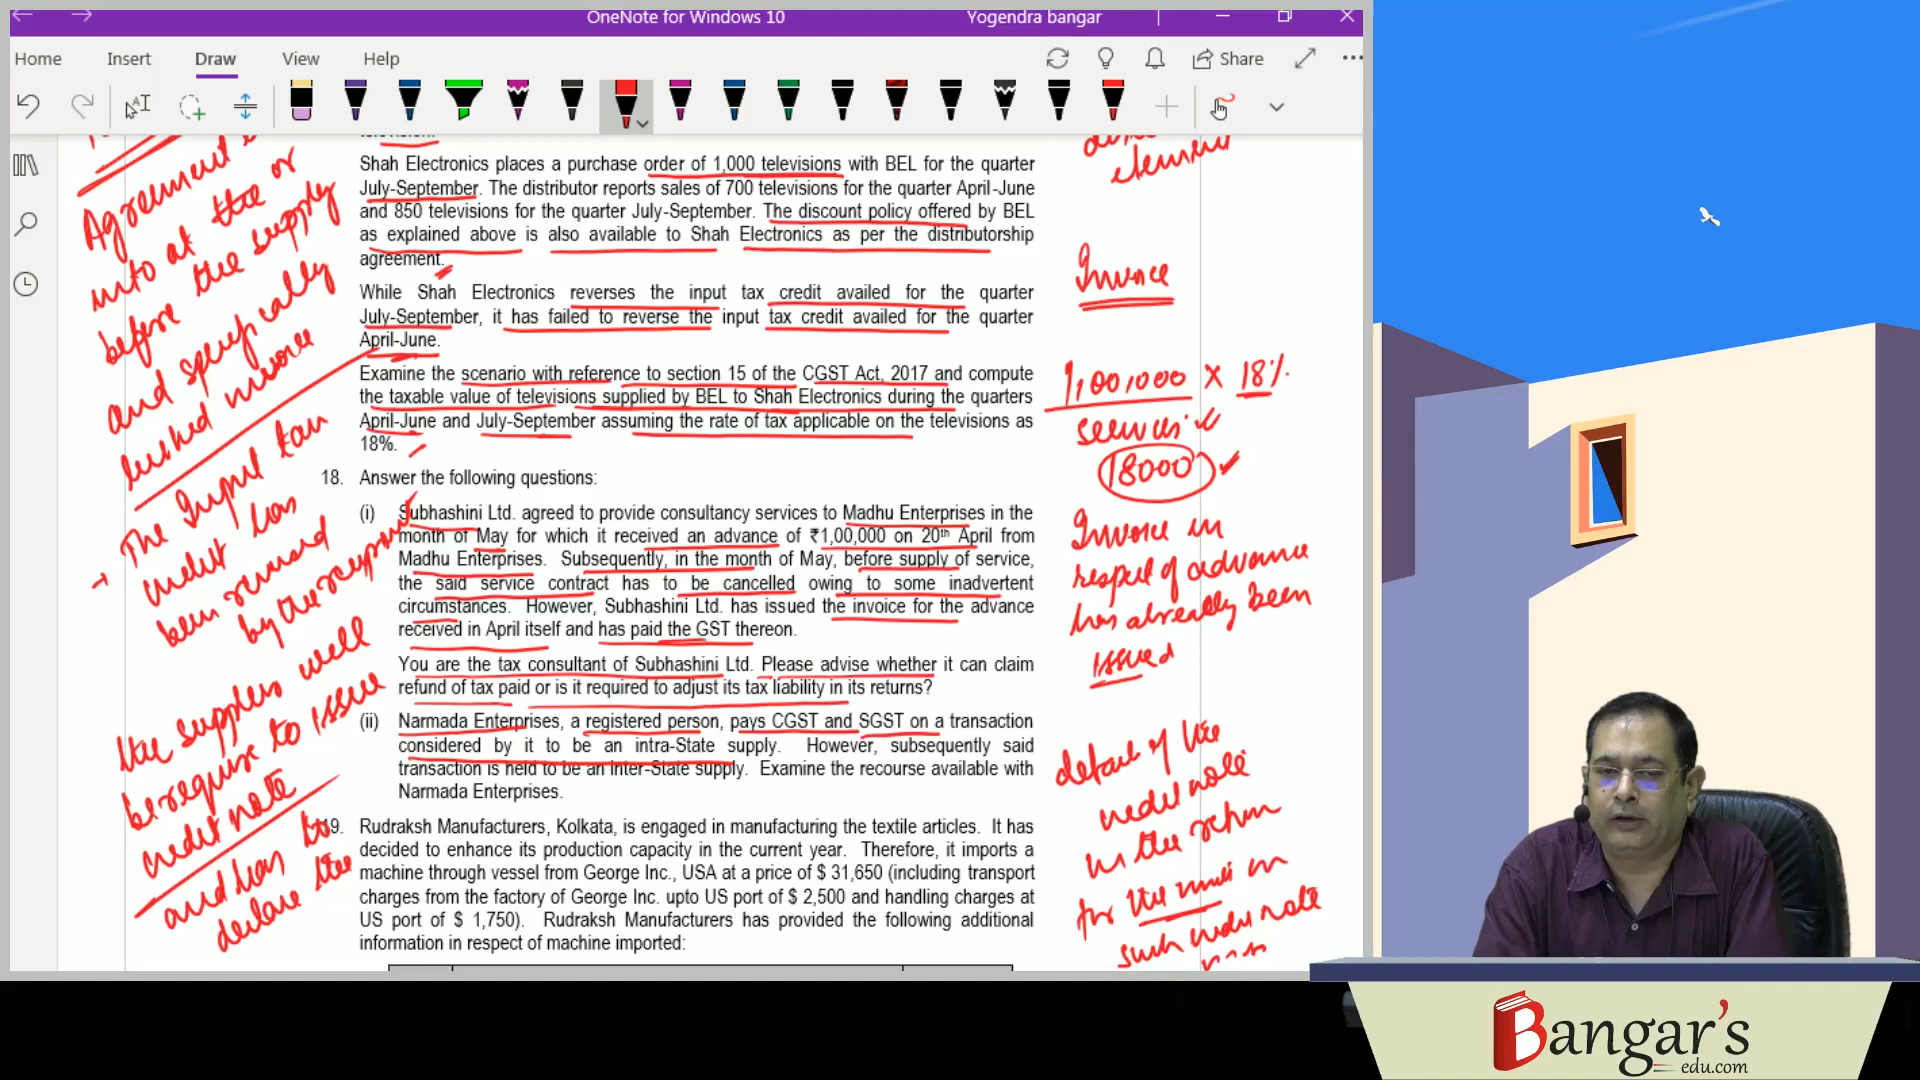 OneNote for Windows 10
Yogendra bangar
Home Insert Draw View Help
Share
Shah Electronics places a purchase order of 1,000 televisions with BEL for the quarter
July-September. The distributor reports sales of 700 televisions for the quarter April-June
and 850 televisions for the quarter July-September. The discount policy offered by BEL
as explained above is also available to Shah Electronics as per the distributorship
agreement.
While Shah Electronics reverses the input tax credit availed for the quarter
July-September, it has failed to reverse the input tax credit availed for the quarter
April-June.
Examine the scenario with reference to section 15 of the CGST Act, 2017 and compute
the taxable value of televisions supplied by BEL to Shah Electronics during the quarters
April-June and July-September assuming the rate of tax applicable on the televisions as
18%.
18. Answer the following questions:
(i) Subhashini Ltd. agreed to provide consultancy services to Madhu Enterprises in the
month of May for which it received an advance of ₹1,00,000 on 20th April from
Madhu Enterprises. Subsequently, in the month of May, before supply of service,
the said service contract has to be cancelled owing to some inadvertent
circumstances. However, Subhashini Ltd. has issued the invoice for the advance
received in April itself and has paid the GST thereon.
You are the tax consultant of Subhashini Ltd. Please advise whether it can claim
refund of tax paid or is it required to adjust its tax liability in its returns?
(ii) Narmada Enterprises, a registered person, pays CGST and SGST on a transaction
considered by it to be an intra-State supply. However, subsequently said
transaction is held to be an inter-State supply. Examine the recourse available with
Narmada Enterprises.
19. Rudraksh Manufacturers, Kolkata, is engaged in manufacturing the textile articles. It has
decided to enhance its production capacity in the current year. Therefore, it imports a
machine through vessel from George Inc., USA at a price of $ 31,650 (including transport
charges from the factory of George Inc. upto US port of $ 2,500 and handling charges at
US port of $ 1,750). Rudraksh Manufacturers has provided the following additional
information in respect of machine imported:
Agreement
into at the or
before the supply
and specifically
invoice
The Input tax
credit has
been reversed
by the recipient
the suppliers well
be require to issue
credit note
and has to
declare the
Invoice
1,00,000 × 18%
services
18000
Invoice in
respect of advance
has already been
issued
detail of the
credit note
in the return
for the month in
such credit note
Bangar's
edu.com